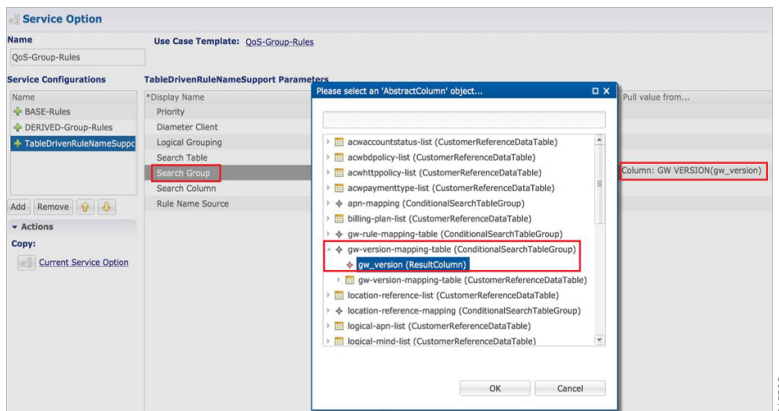 Service Option
Name
Use Case Template: QoS-Group-Rules
QoS-Group-Rules
Service Configurations
TableDrivenRuleNameSupport Parameters
Name
*Display Name
Pull value from...
BASE-Rules
DERIVED-Group-Rules
TableDrivenRuleNameSuppo
Priority
Diameter Client
Logical Grouping
Search Table
Search Group
Column: GW VERSION(gw_version)
Search Column
Rule Name Source
Add Remove
Actions
Copy:
Current Service Option
Please select an 'AbstractColumn' object...
acwaccountstatus-list (CustomerReferenceDataTable)
acwbdpolicy-list (CustomerReferenceDataTable)
acwhttppolicy-list (CustomerReferenceDataTable)
acwpaymenttype-list (CustomerReferenceDataTable)
apn-mapping (ConditionalSearchTableGroup)
billing-plan-list (CustomerReferenceDataTable)
gw-rule-mapping-table (ConditionalSearchTableGroup)
gw-version-mapping-table (ConditionalSearchTableGroup)
gw_version (ResultColumn)
gw-version-mapping-table (CustomerReferenceDataTable)
location-reference-list (CustomerReferenceDataTable)
location-reference-mapping (ConditionalSearchTableGroup)
logical-apn-list (CustomerReferenceDataTable)
logical-mind-list (CustomerReferenceDataTable)
OK Cancel